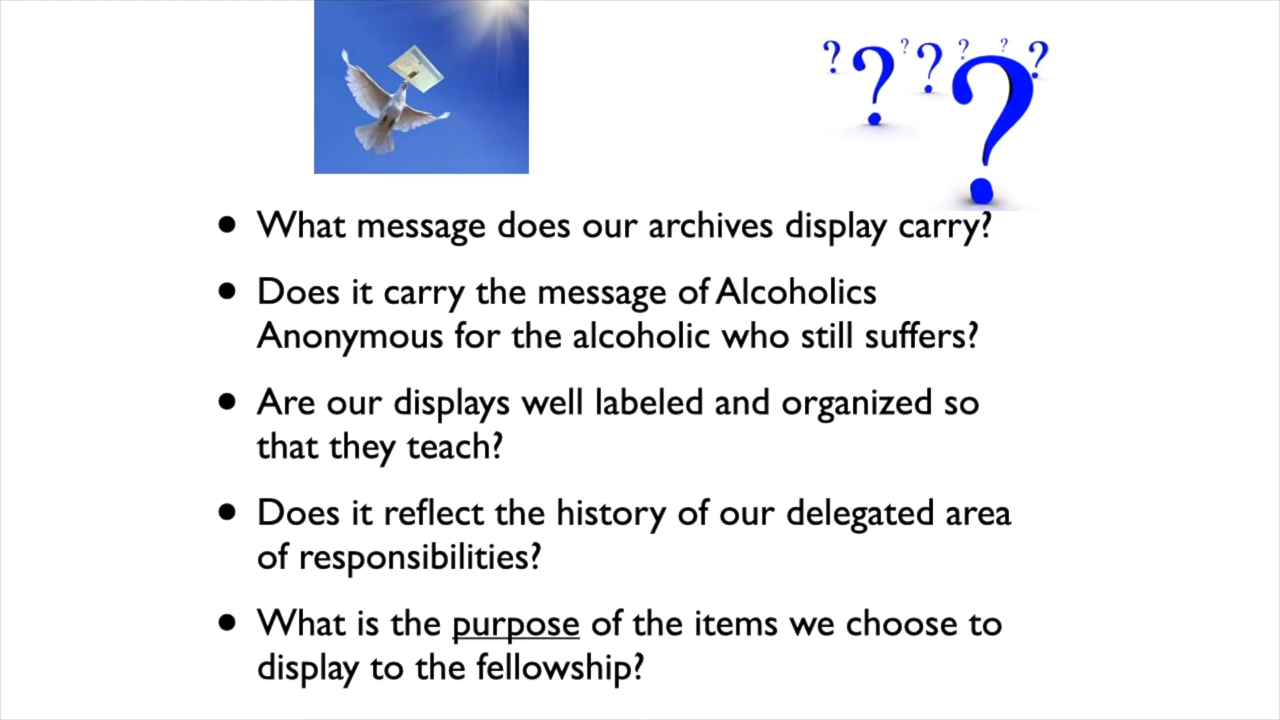 • What message does our archives display carry?
• Does it carry the message of Alcoholics
Anonymous for the alcoholic who still suffers?
• Are our displays well labeled and organized so
that they teach?
• Does it reflect the history of our delegated area
of responsibilities?
• What is the purpose of the items we choose to
display to the fellowship?